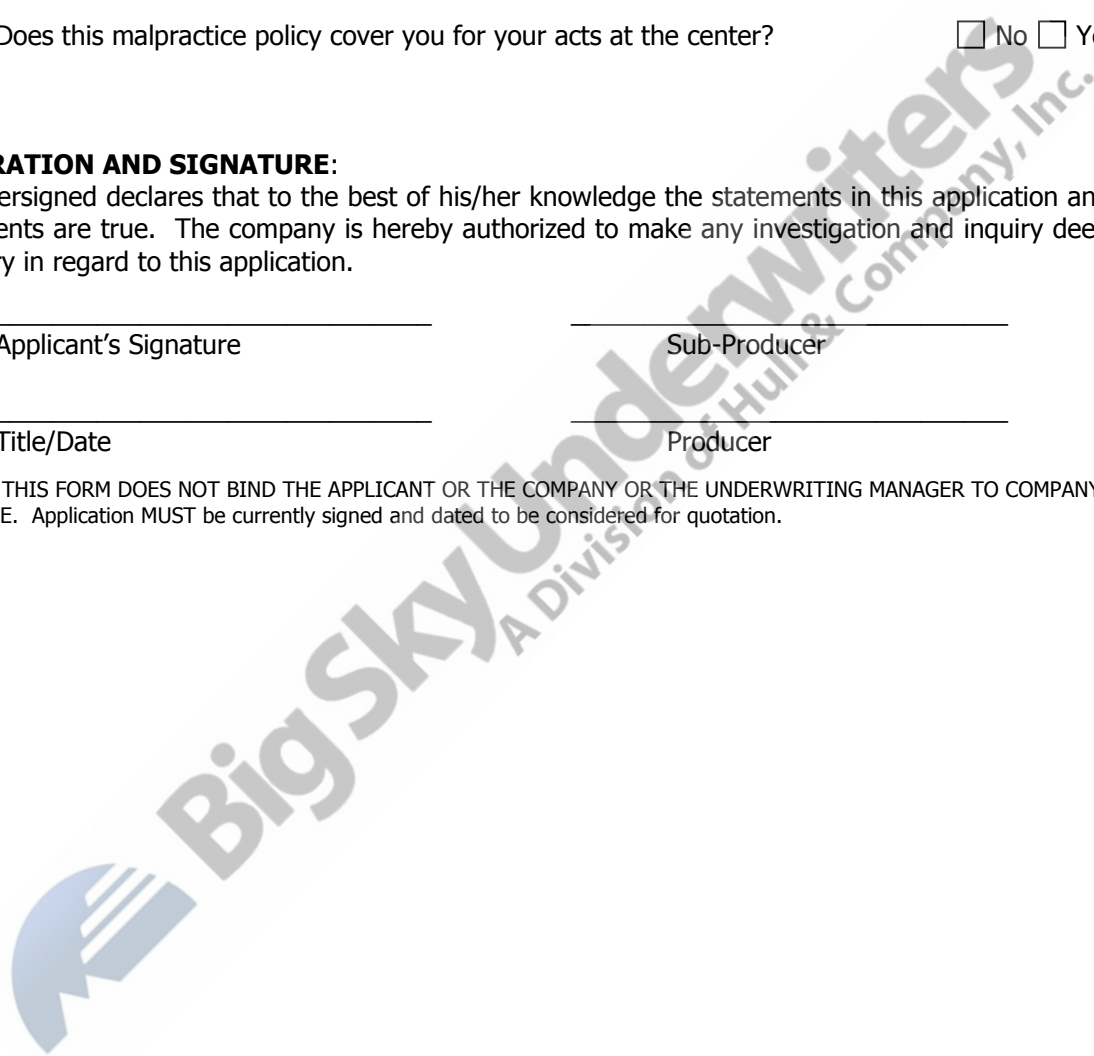 Does this malpractice policy cover you for your acts at the center? No Ye
RATION AND SIGNATURE:
ersigned declares that to the best of his/her knowledge the statements in this application an
ents are true. The company is hereby authorized to make any investigation and inquiry dee
ry in regard to this application.
Applicant’s Signature Sub-Producer
Title/Date Producer
THIS FORM DOES NOT BIND THE APPLICANT OR THE COMPANY OR THE UNDERWRITING MANAGER TO COMPANY
E. Application MUST be currently signed and dated to be considered for quotation.
Big Sky Underwriters
A Division of Hull & Company, Inc.